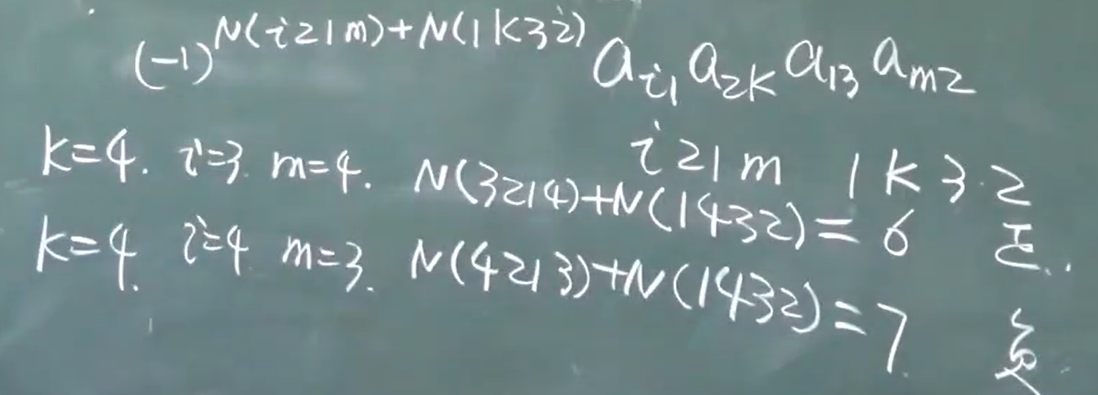 (-1)^{N(i21m)+N(1k32)} a_{i1} a_{2k} a_{13} a_{m2}
i21m 1k32
k=4. i=3. m=4. N(3214)+N(1432)=6 正.
k=4. i=4 m=3. N(4213)+N(1432)=7. 负